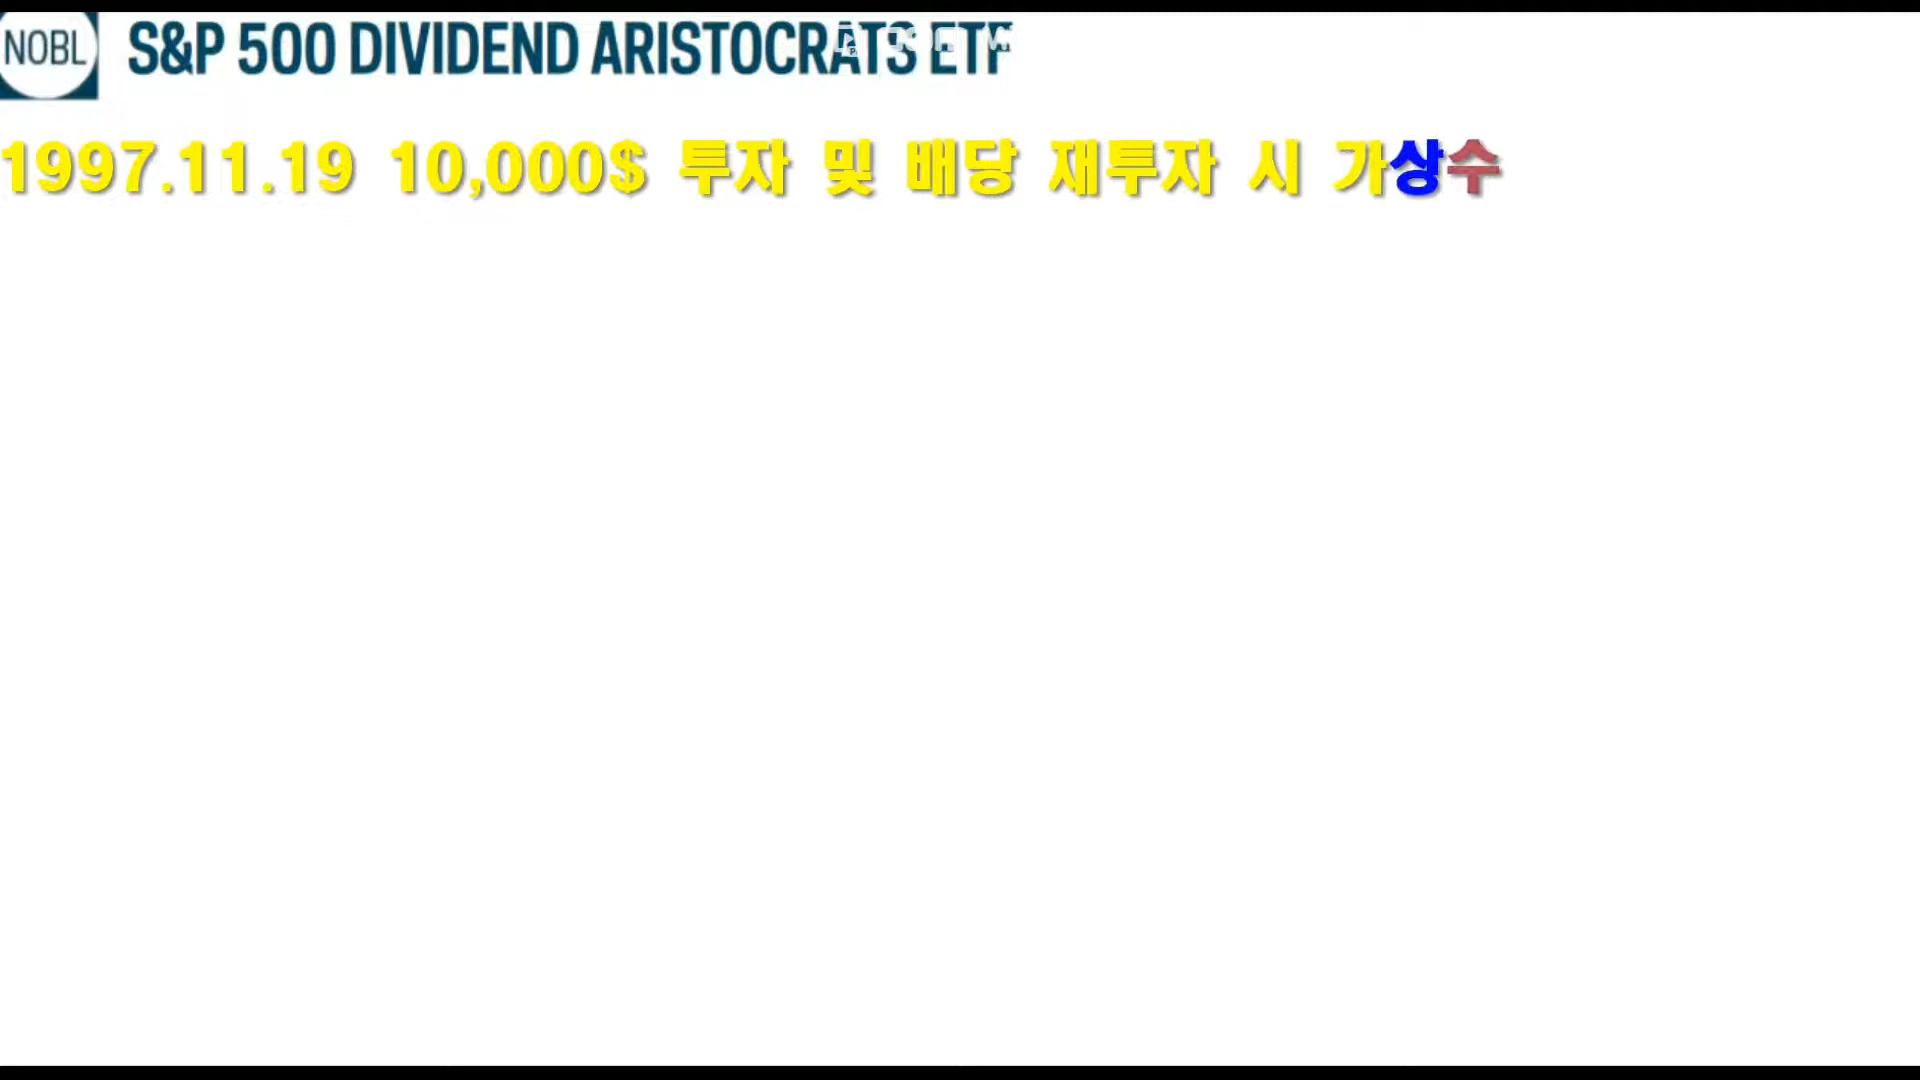 NOBL S&P 500 DIVIDEND ARISTOCRATS ETF
1997.11.19 10,000$ 투자 및 배당 재투자 시 가상수